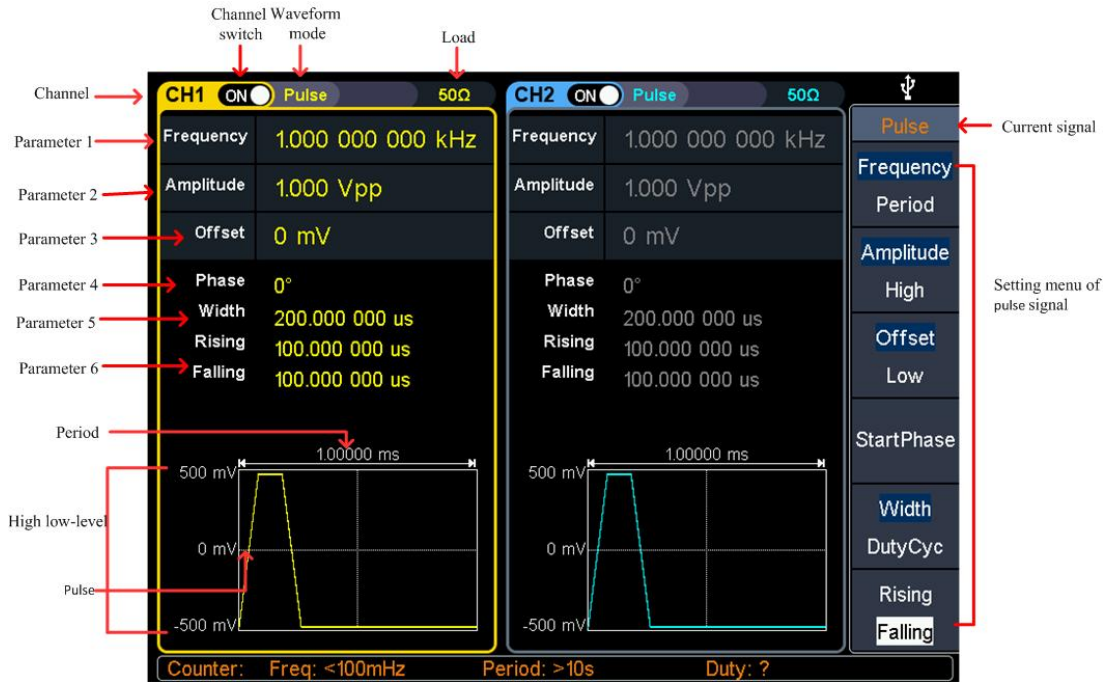 Channel Waveform
switch mode
Load
Channel
CH1 ON Pulse 50Ω
CH2 ON Pulse 50Ω
Parameter 1
Frequency 1.000 000 000 kHz
Frequency 1.000 000 000 kHz
Parameter 2
Amplitude 1.000 Vpp
Amplitude 1.000 Vpp
Parameter 3
Offset 0 mV
Offset 0 mV
Parameter 4
Phase 0°
Phase 0°
Parameter 5
Width 200.000 000 us
Width 200.000 000 us
Rising 100.000 000 us
Rising 100.000 000 us
Parameter 6
Falling 100.000 000 us
Falling 100.000 000 us
Period
1.00000 ms
1.00000 ms
500 mV
500 mV
High low-level
0 mV
0 mV
Pulse
-500 mV
-500 mV
Pulse
Current signal
Frequency
Period
Amplitude
High
Setting menu of
pulse signal
Offset
Low
StartPhase
Width
DutyCyc
Rising
Falling
Counter: Freq: <100mHz Period: >10s Duty: ?